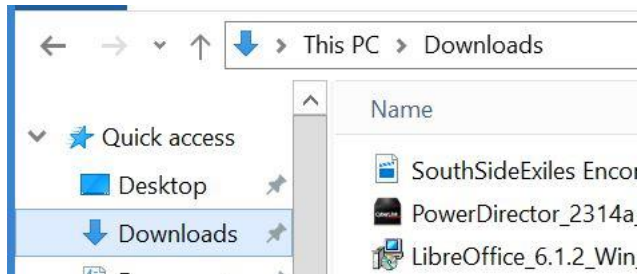 This PC > Downloads
Name
Quick access
Desktop
Downloads
SouthSideExiles
PowerDirector_2314a_
LibreOffice_6.1.2_Win_